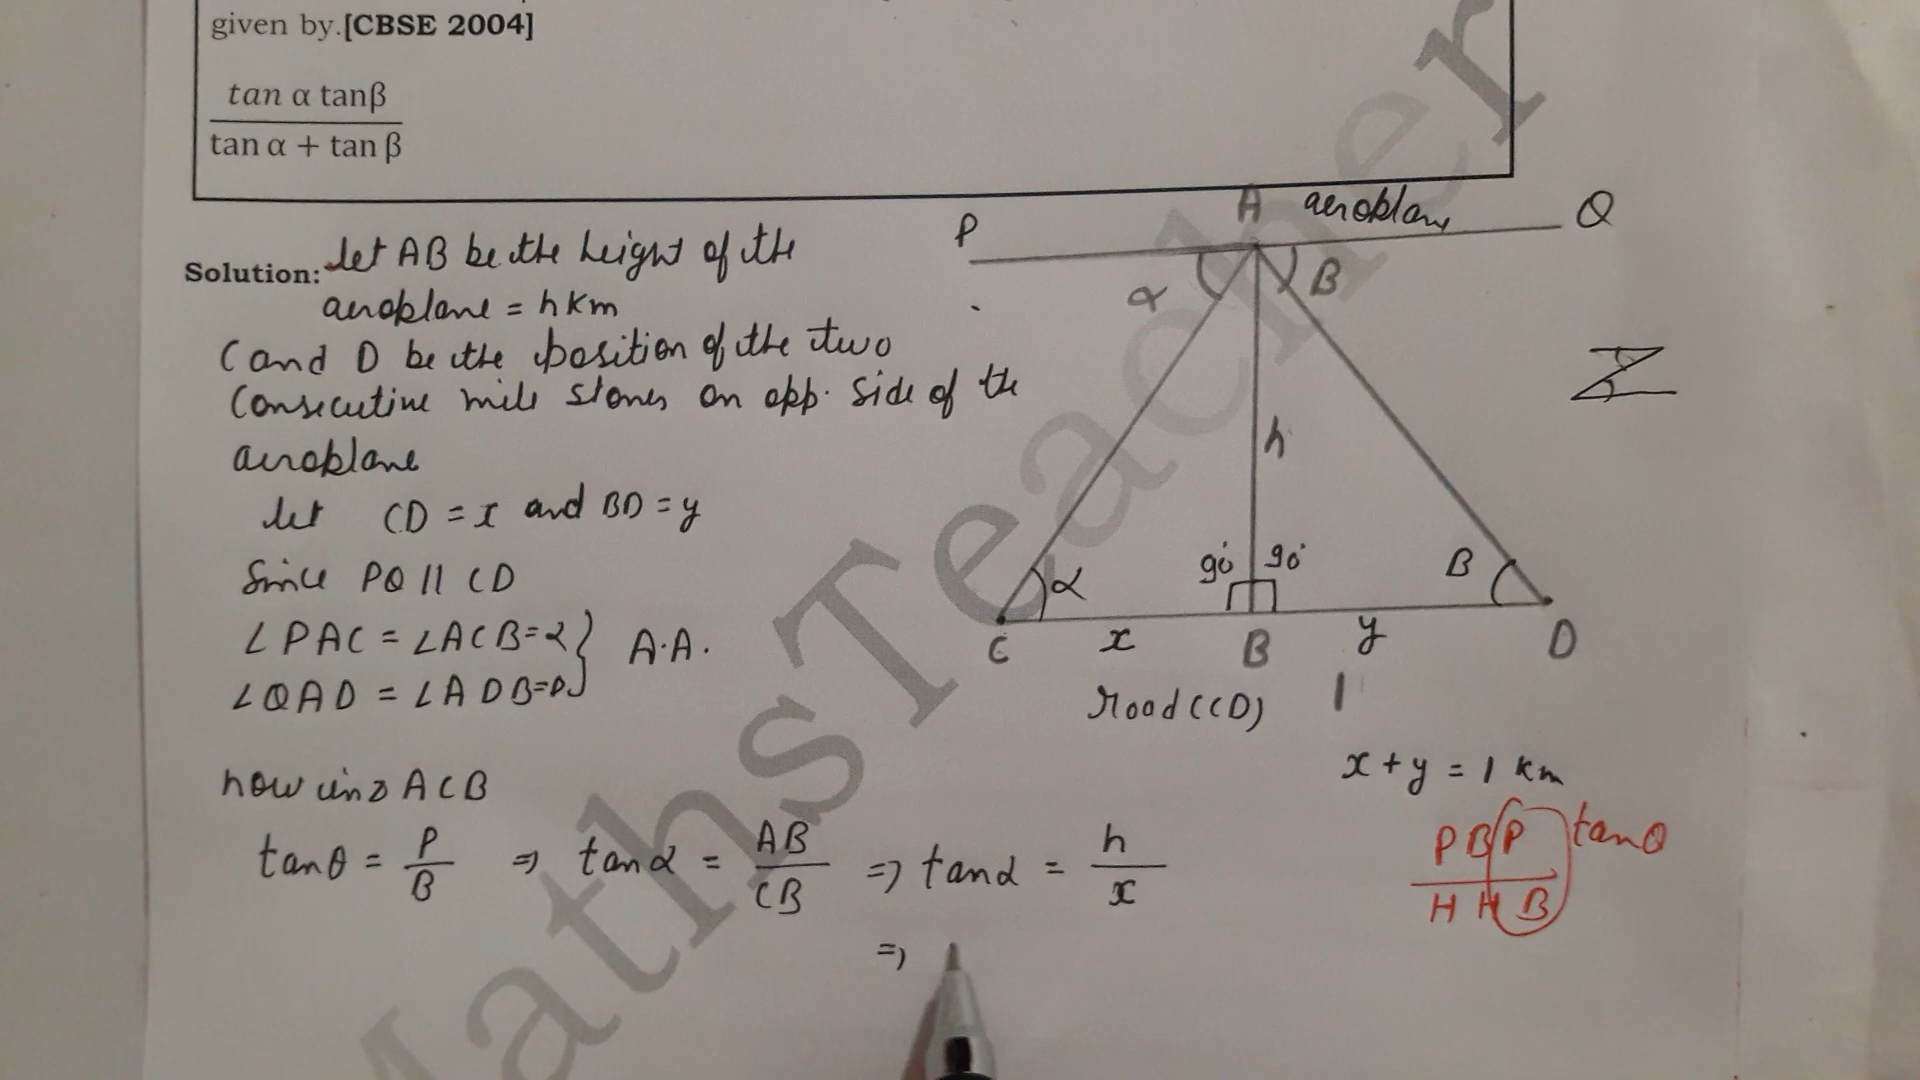 given by.[CBSE 2004]
tan α tanβ
tan α + tan β
P
A aeroplane
Q
Solution: let AB be the height of the
aeroplane = h km
α
β
C and D be the position of the two
Consecutive mile stones on opp. side of the
aeroplane
h
let CD = x and BD = y
Since PQ || CD
90° 90°
α
β
∠PAC = ∠ACB=α } A.A.
∠QAD = ∠ADB=β
C x B y D
Road (CD) 1
x + y = 1 km
now in Δ ACB
tanθ = P/B ⇒ tanα = AB/CB ⇒ tanα = h/x
P B P tanθ
H H B
⇒
MathsTeacher